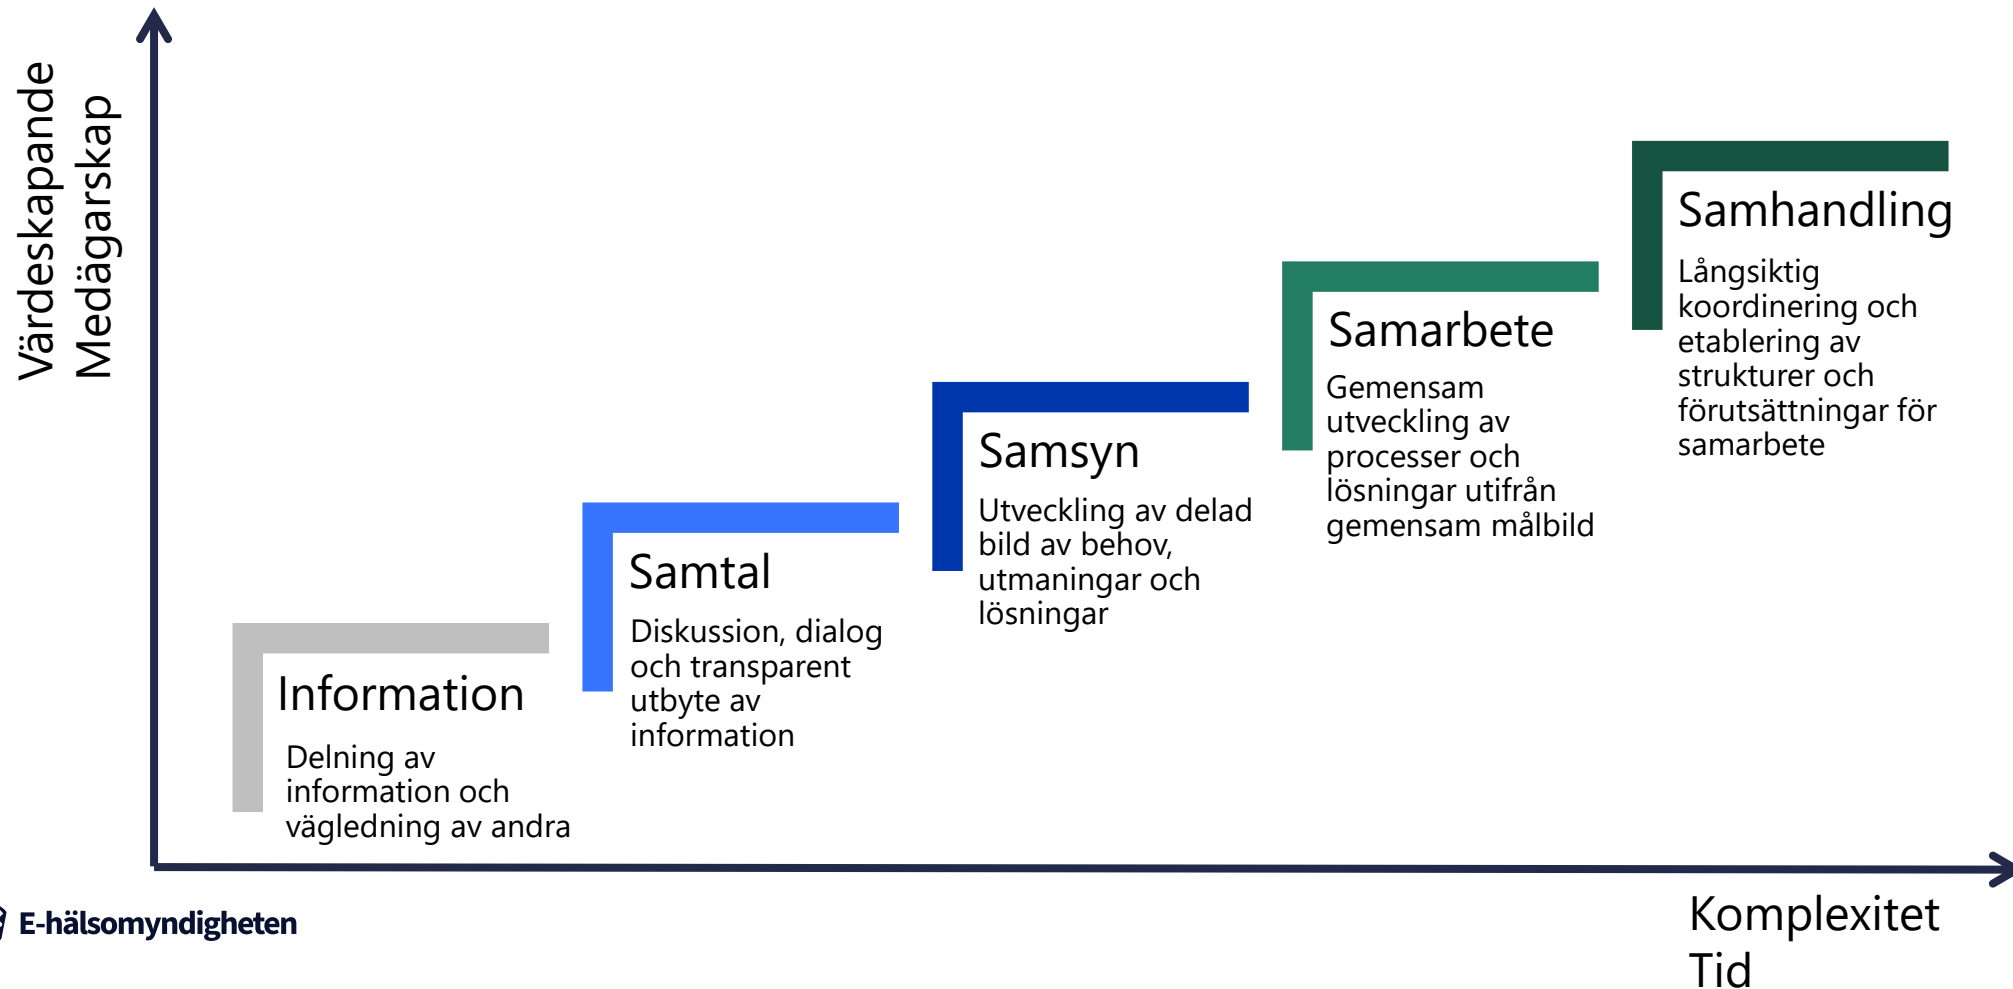 Värdeskapande
Medägarskap
Information
Delning av
information och
vägledning av andra
Samtal
Diskussion, dialog
och transparent
utbyte av
information
Samsyn
Utveckling av delad
bild av behov,
utmaningar och
lösningar
Samarbete
Gemensam
utveckling av
processer och
lösningar utifrån
gemensam målbild
Samhandling
Långsiktig
koordinering och
etablering av
strukturer och
förutsättningar för
samarbete
Komplexitet
Tid
E-hälsomyndigheten